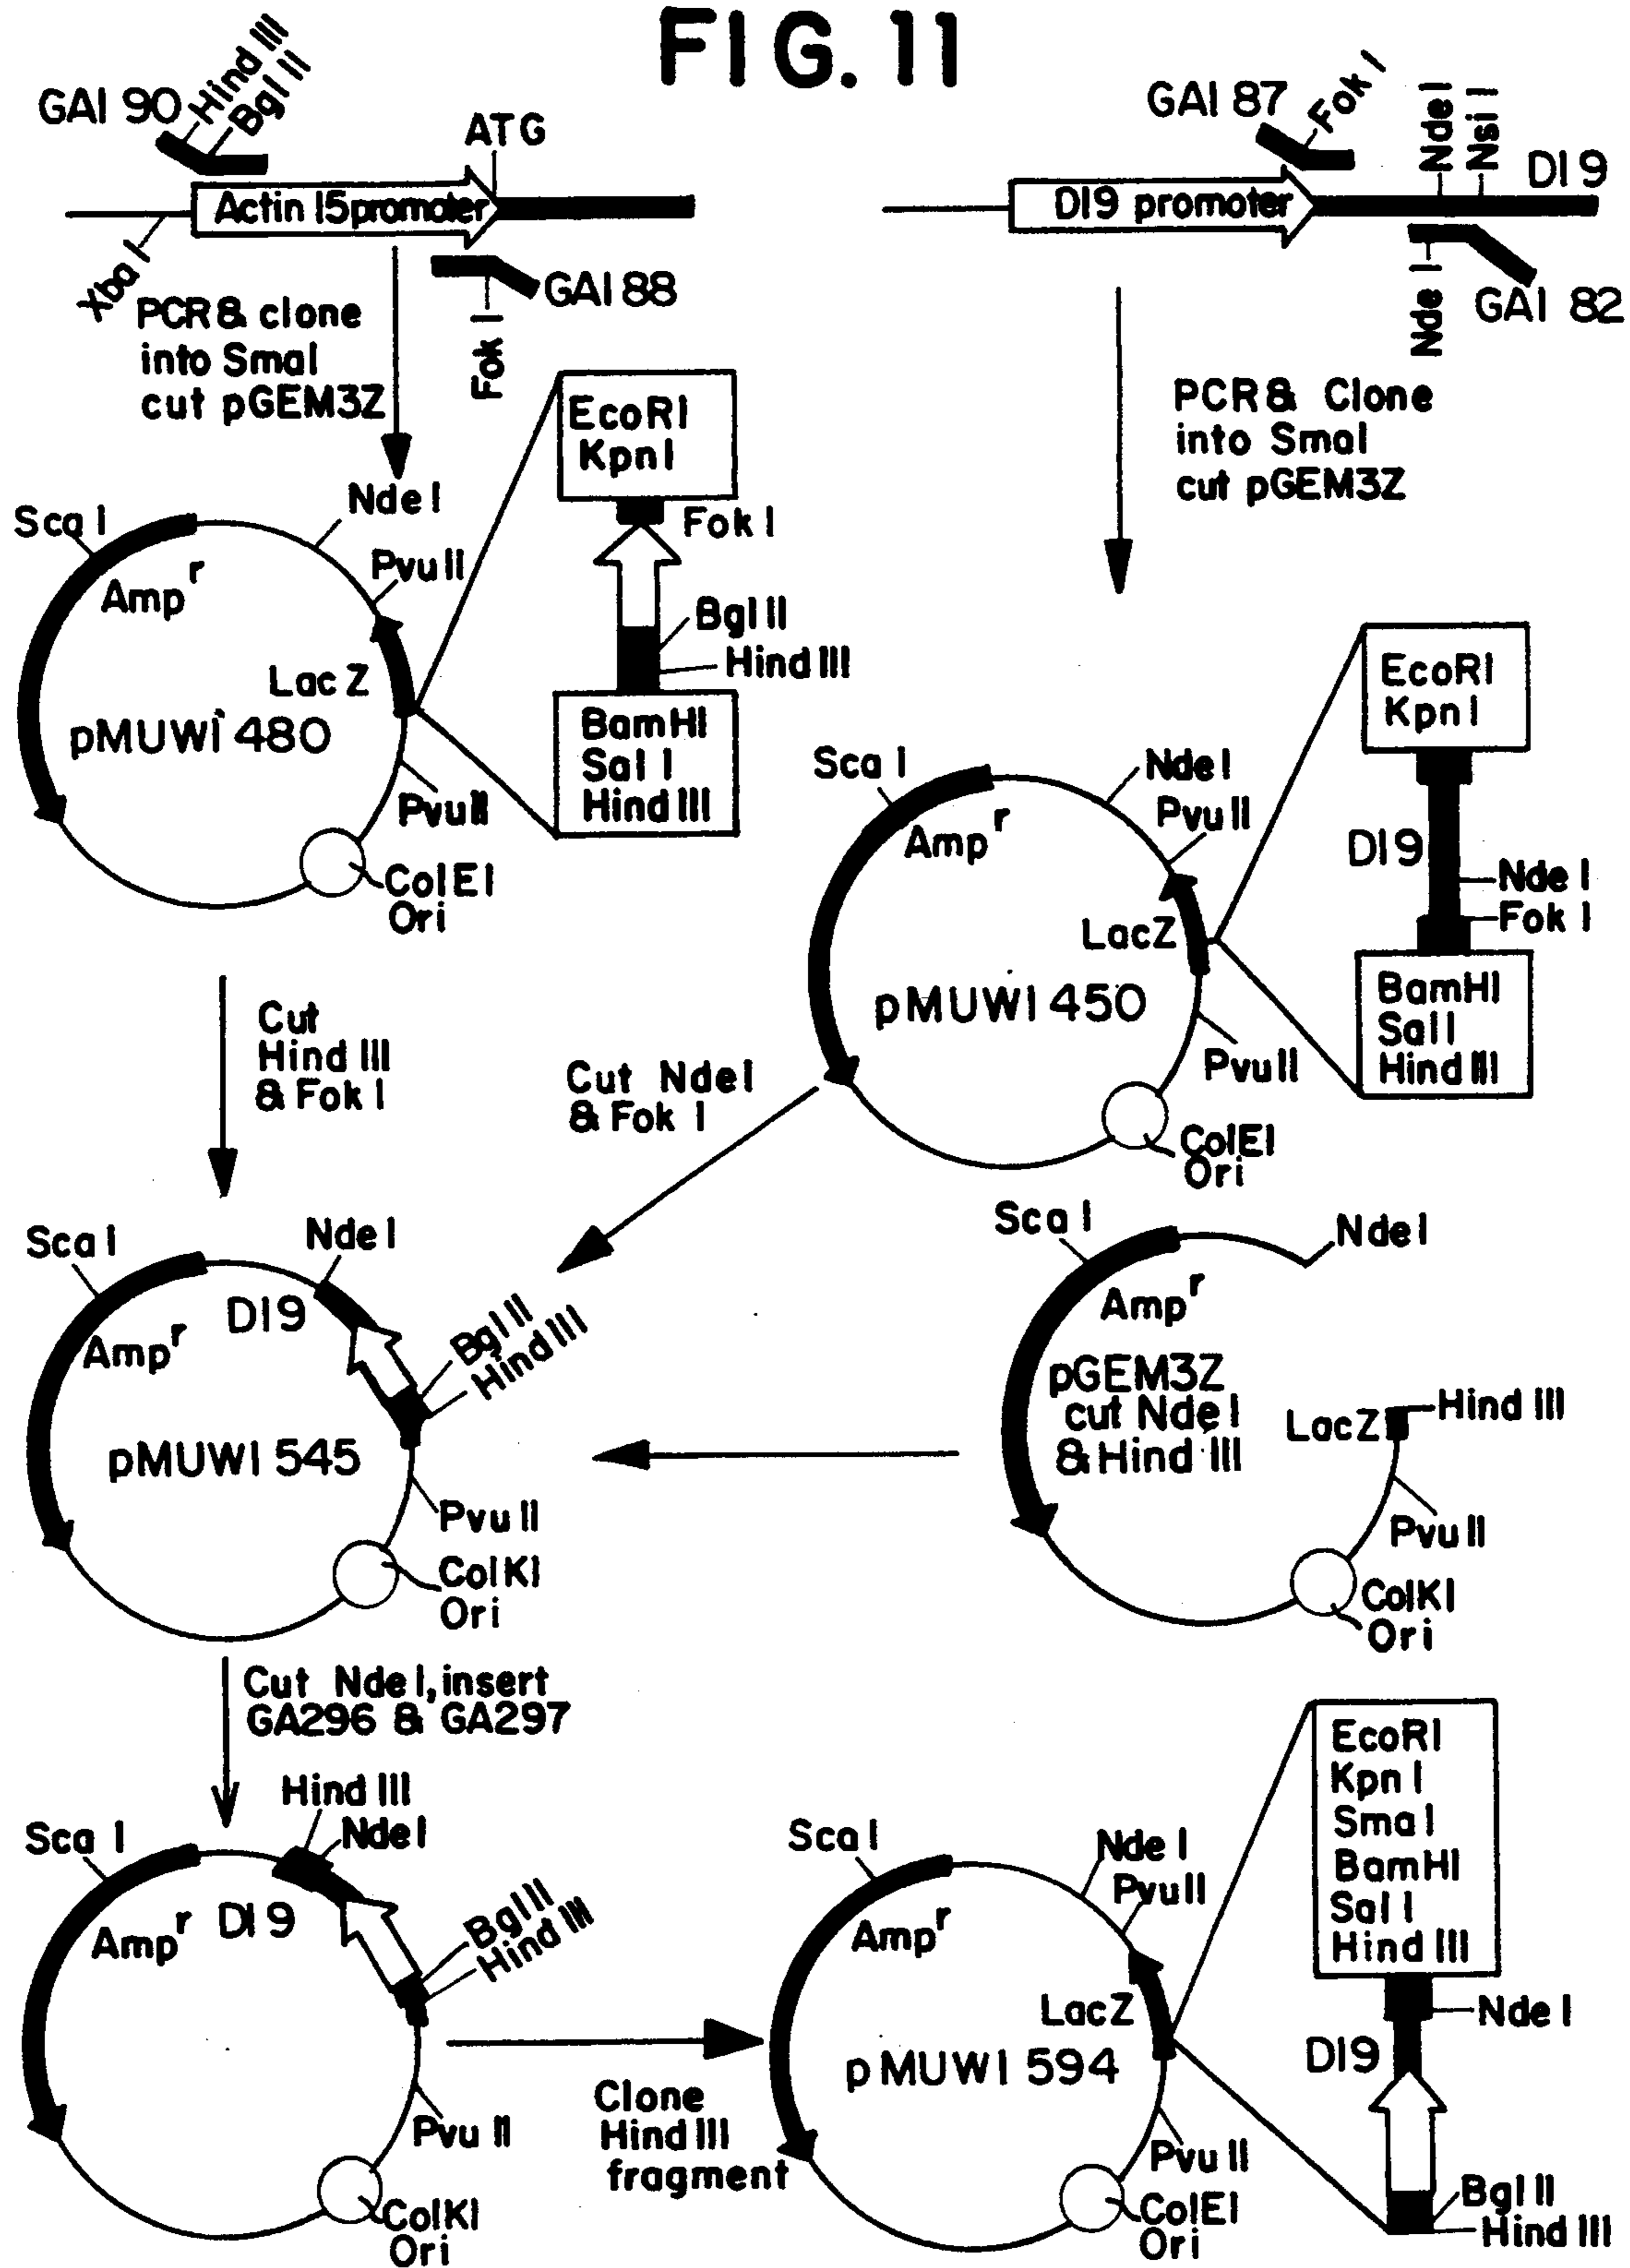 FIG. 11
GAI 90
Hind III
Bgl II
ATG
Actin 15 promoter
Xba I
GAI 88
Fok I
PCR & clone
into SmaI
cut pGEM3Z
GAI 87
Fok I
Nde I
Nsi I
D19
D19 promoter
Nde I
GAI 82
PCR & Clone
into SmaI
cut pGEM3Z
Sca I
Nde I
Pvu II
Amp r
Lac Z
pMUWI 480
Pvu II
ColEI
Ori
EcoRI
Kpn I
Fok I
Bgl II
Hind III
BamHI
Sal I
Hind III
Sca I
Nde I
Pvu II
Amp r
LacZ
pMUWI 450
Pvu II
ColEI
Ori
EcoRI
Kpn I
D19
Nde I
Fok I
BamHI
Sal I
Hind III
Cut
Hind III
& Fok I
Cut NdeI
& Fok I
Sca I
Nde I
D19
Amp r
Bgl II
Hind III
pMUWI 545
Pvu II
ColKI
Ori
Sca I
Nde I
Amp r
pGEM3Z
cut Nde I
& Hind III
LacZ
Hind III
Pvu II
ColKI
Ori
Cut Nde I, insert
GA296 & GA297
Hind III
Sca I
NdeI
Amp r
D19
Bgl II
Hind III
Pvu II
ColKI
Ori
Clone
Hind III
fragment
Sca I
Nde I
Pvu II
Amp r
LacZ
pMUWI 594
Pvu II
ColEI
Ori
EcoRI
Kpn I
Sma I
BamHI
Sal I
Hind III
Nde I
D19
Bgl II
Hind III